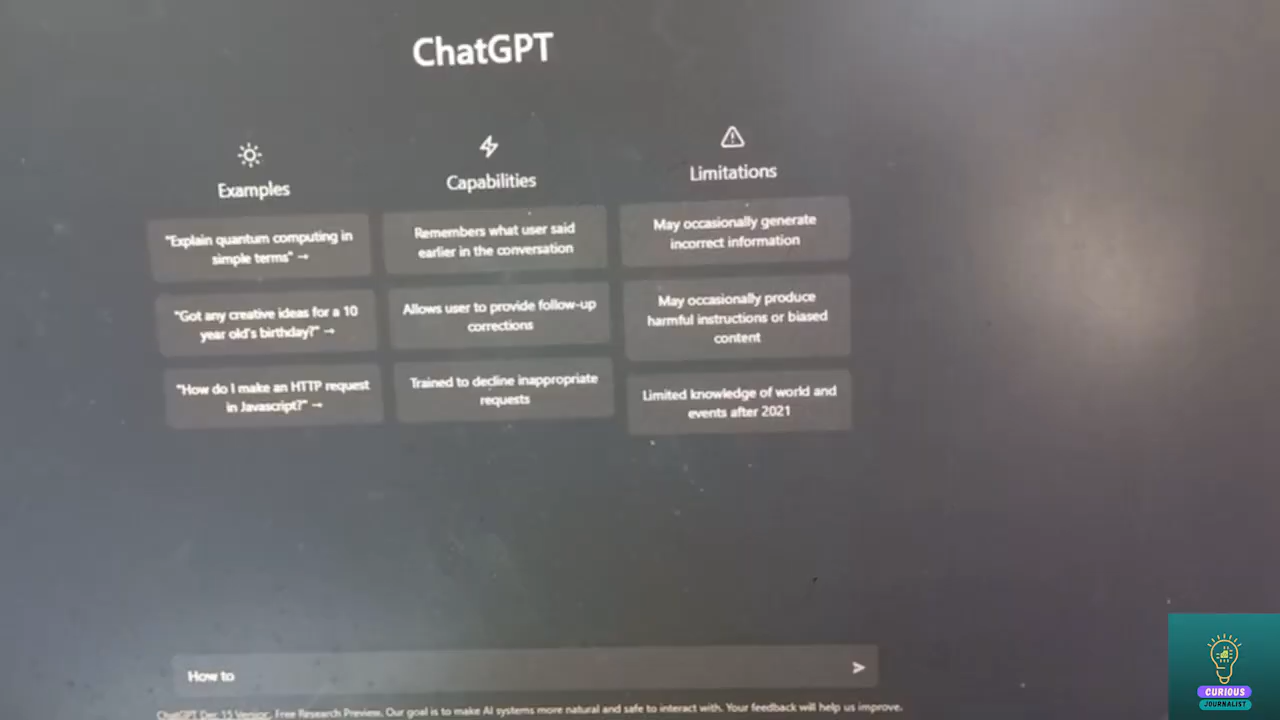 ChatGPT
Examples
"Explain quantum computing in
simple terms" →
"Got any creative ideas for a 10
year old's birthday?" →
"How do I make an HTTP request
in Javascript?" →
Capabilities
Remembers what user said
earlier in the conversation
Allows user to provide follow-up
corrections
Trained to decline inappropriate
requests
Limitations
May occasionally generate
incorrect information
May occasionally produce
harmful instructions or biased
content
Limited knowledge of world and
events after 2021
How to
ChatGPT Dec 15 Version. Free Research Preview. Our goal is to make AI systems more natural and safe to interact with. Your feedback will help us improve.
CURIOUS
JOURNALIST